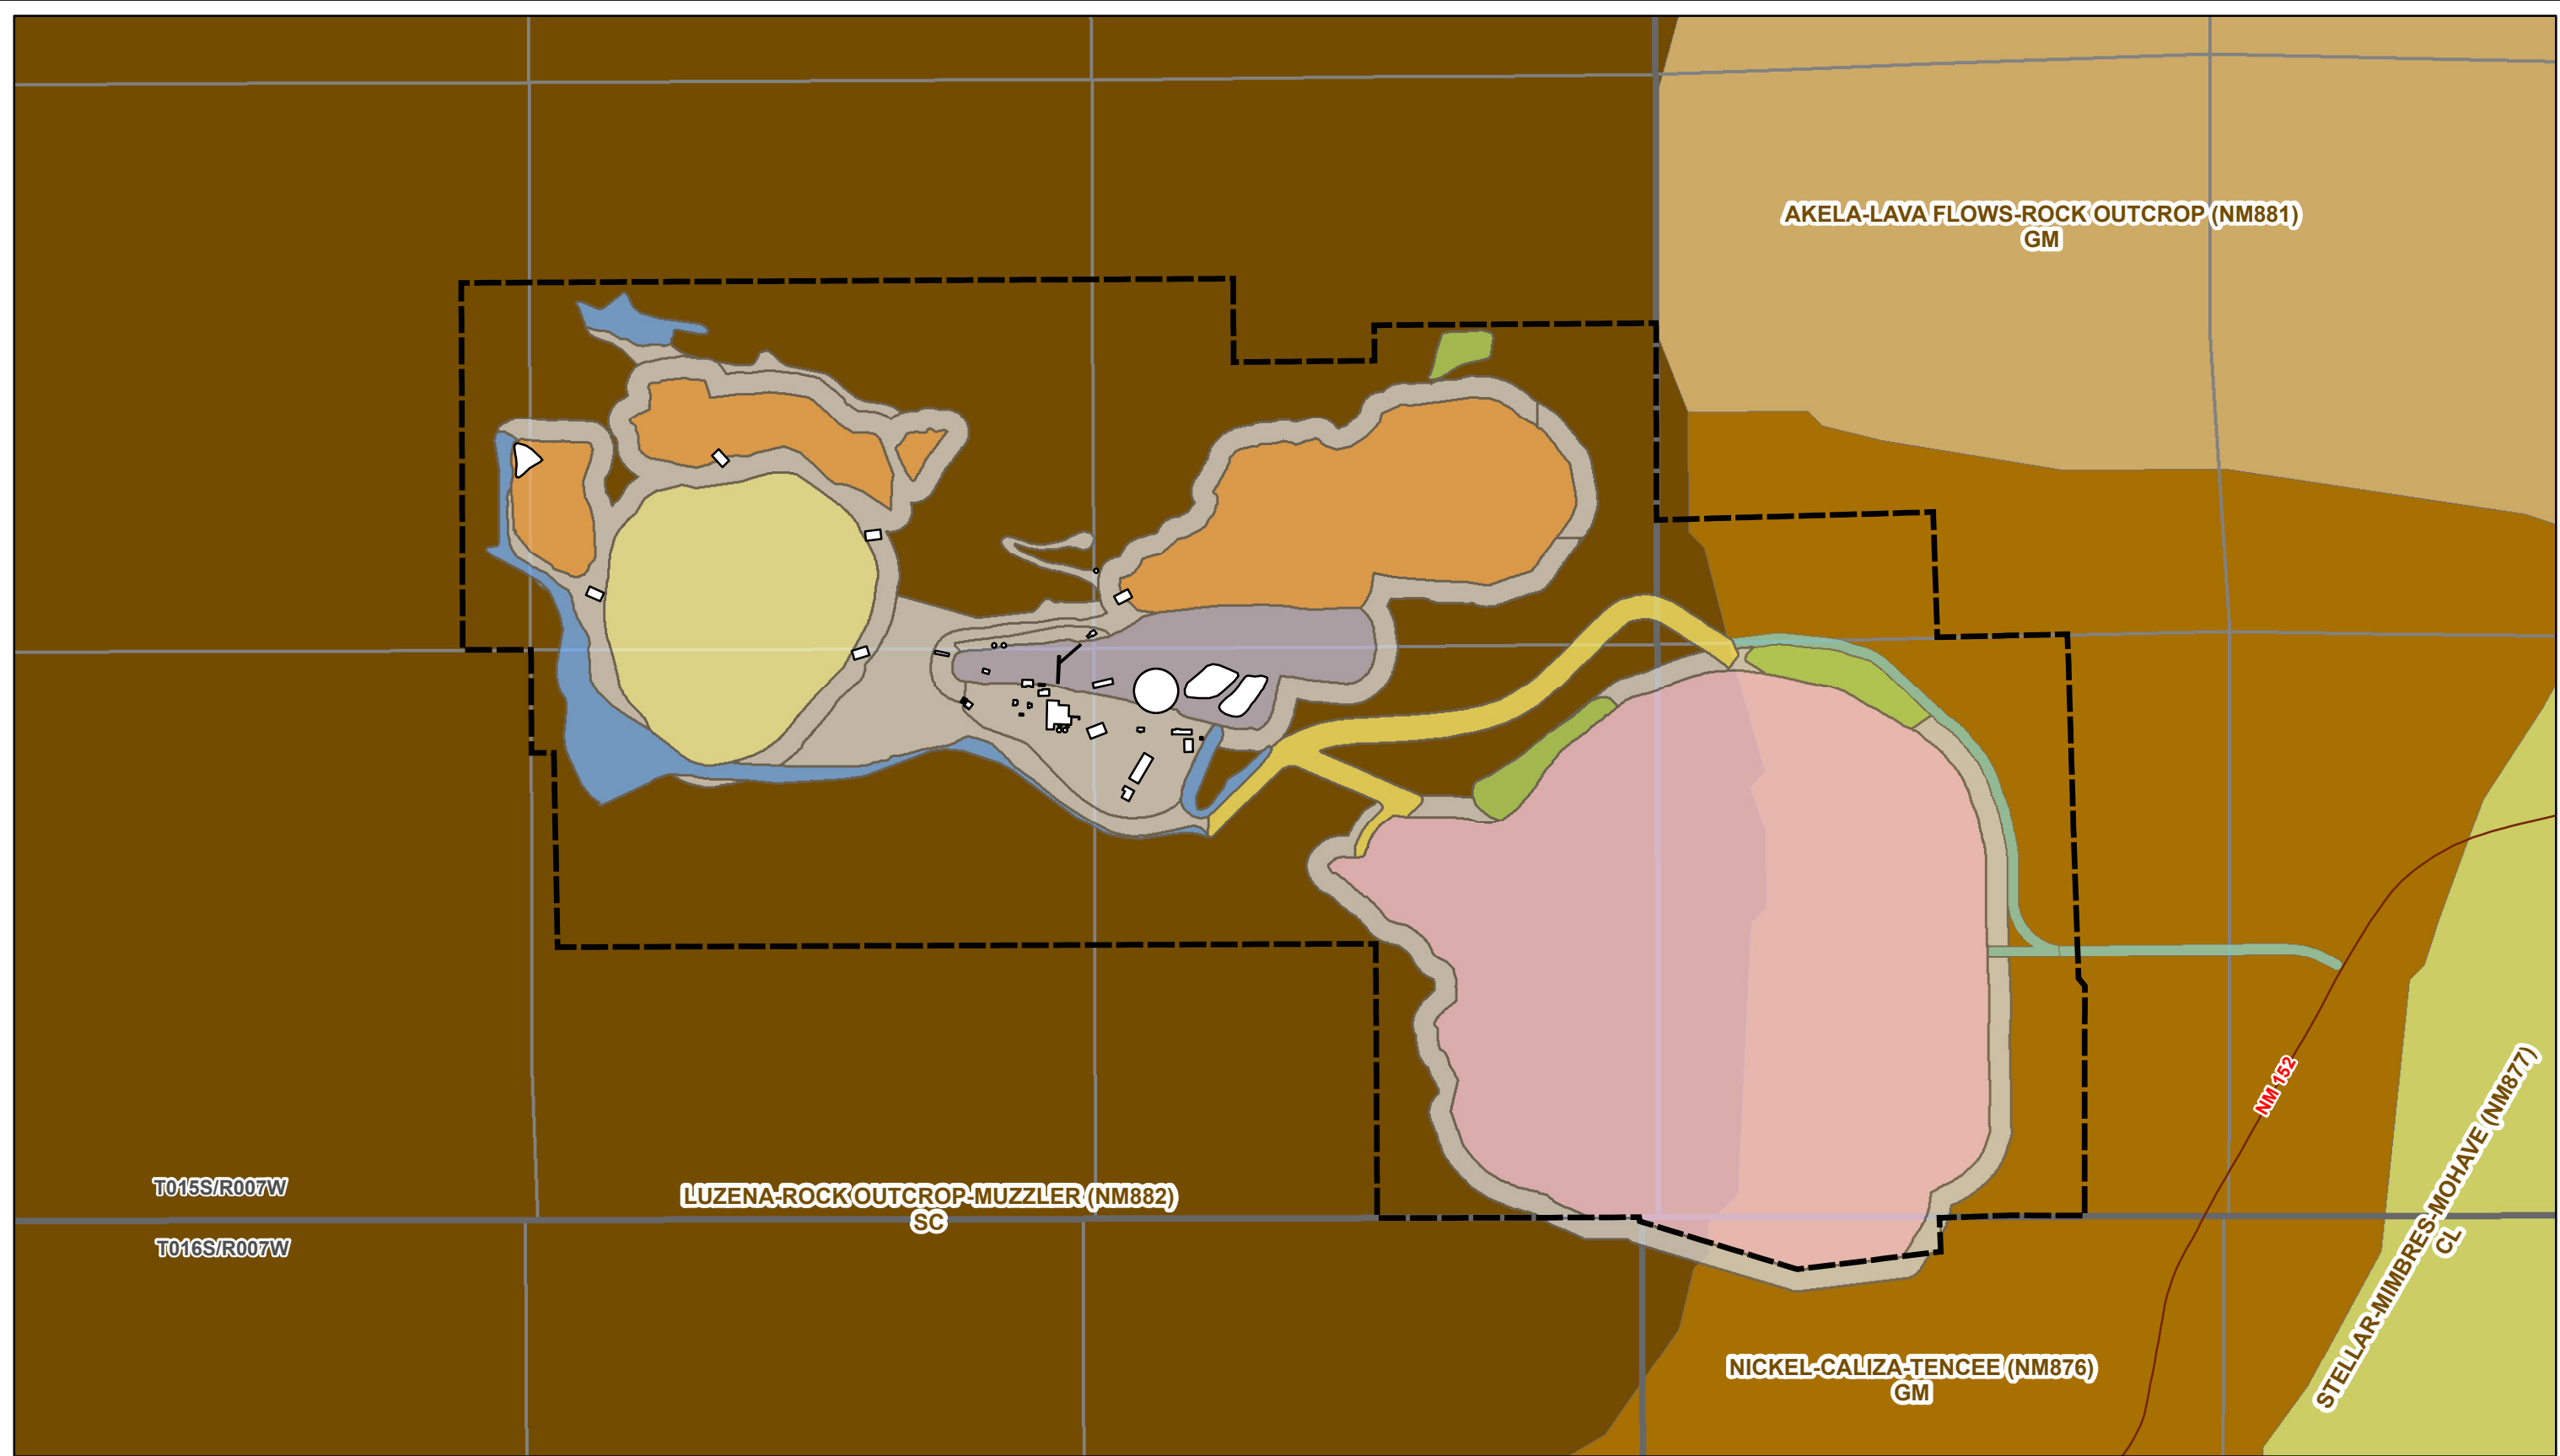 AKELA-LAVA FLOWS-ROCK OUTCROP (NM881)
GM
NM 152
STELLAR-MIMBRES-MOHAVE (NM877)
CL
T015S/R007W
LUZENA-ROCK OUTCROP-MUZZLER (NM882)
SC
T016S/R007W
NICKEL-CALIZA-TENCEE (NM876)
GM